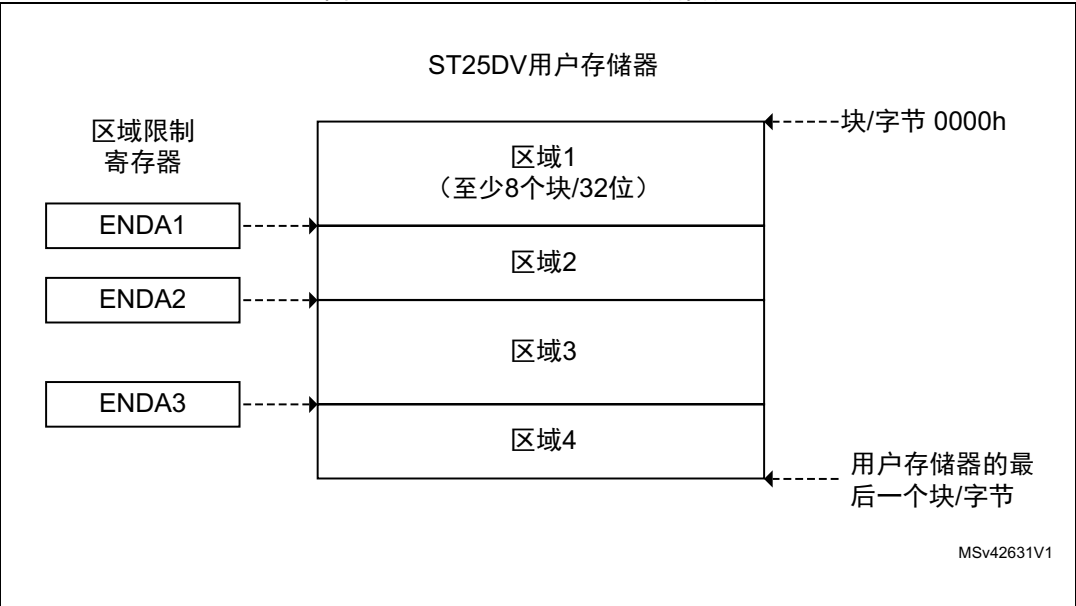 ST25DV用户存储器
区域限制
寄存器
块/字节 0000h
区域1
（至少8个块/32位）
ENDA1
区域2
ENDA2
区域3
ENDA3
区域4
用户存储器的最
后一个块/字节
MSv42631V1